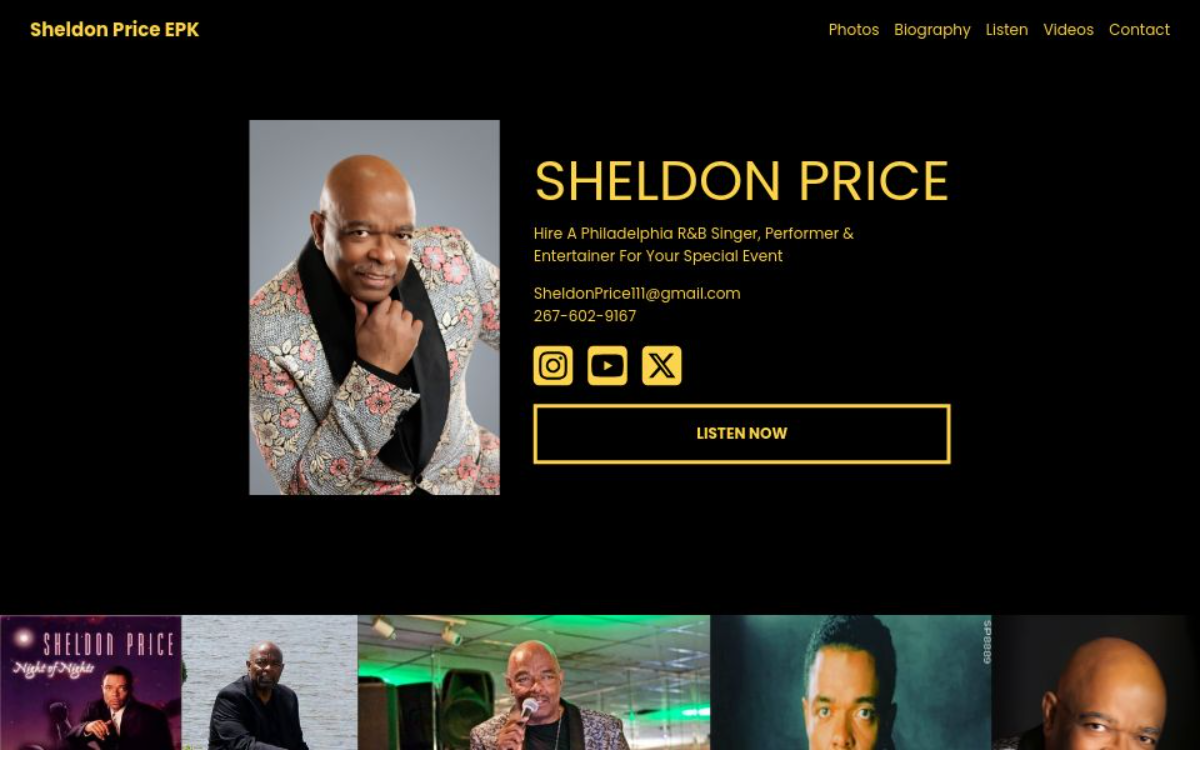 Sheldon Price EPK
Photos Biography Listen Videos Contact
SHELDON PRICE
Hire A Philadelphia R&B Singer, Performer &
Entertainer For Your Special Event
SheldonPrice111@gmail.com
267-602-9167
LISTEN NOW
SHELDON PRICE
Night of Nights
SP8889